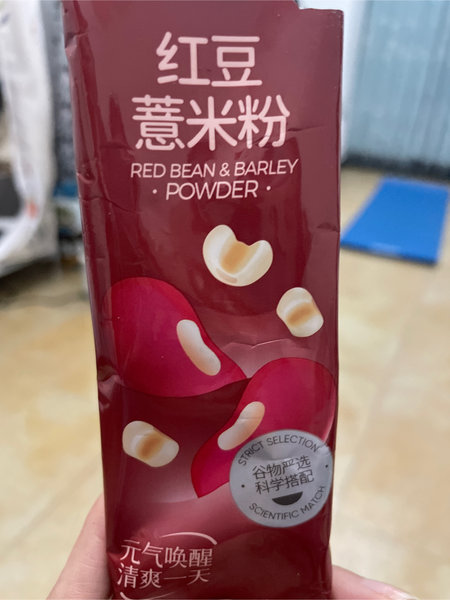 红豆
薏米粉
RED BEAN & BARLEY
· POWDER ·
STRICT SELECTION
谷物严选
科学搭配
SCIENTIFIC MATCH
元气唤醒
清爽一天